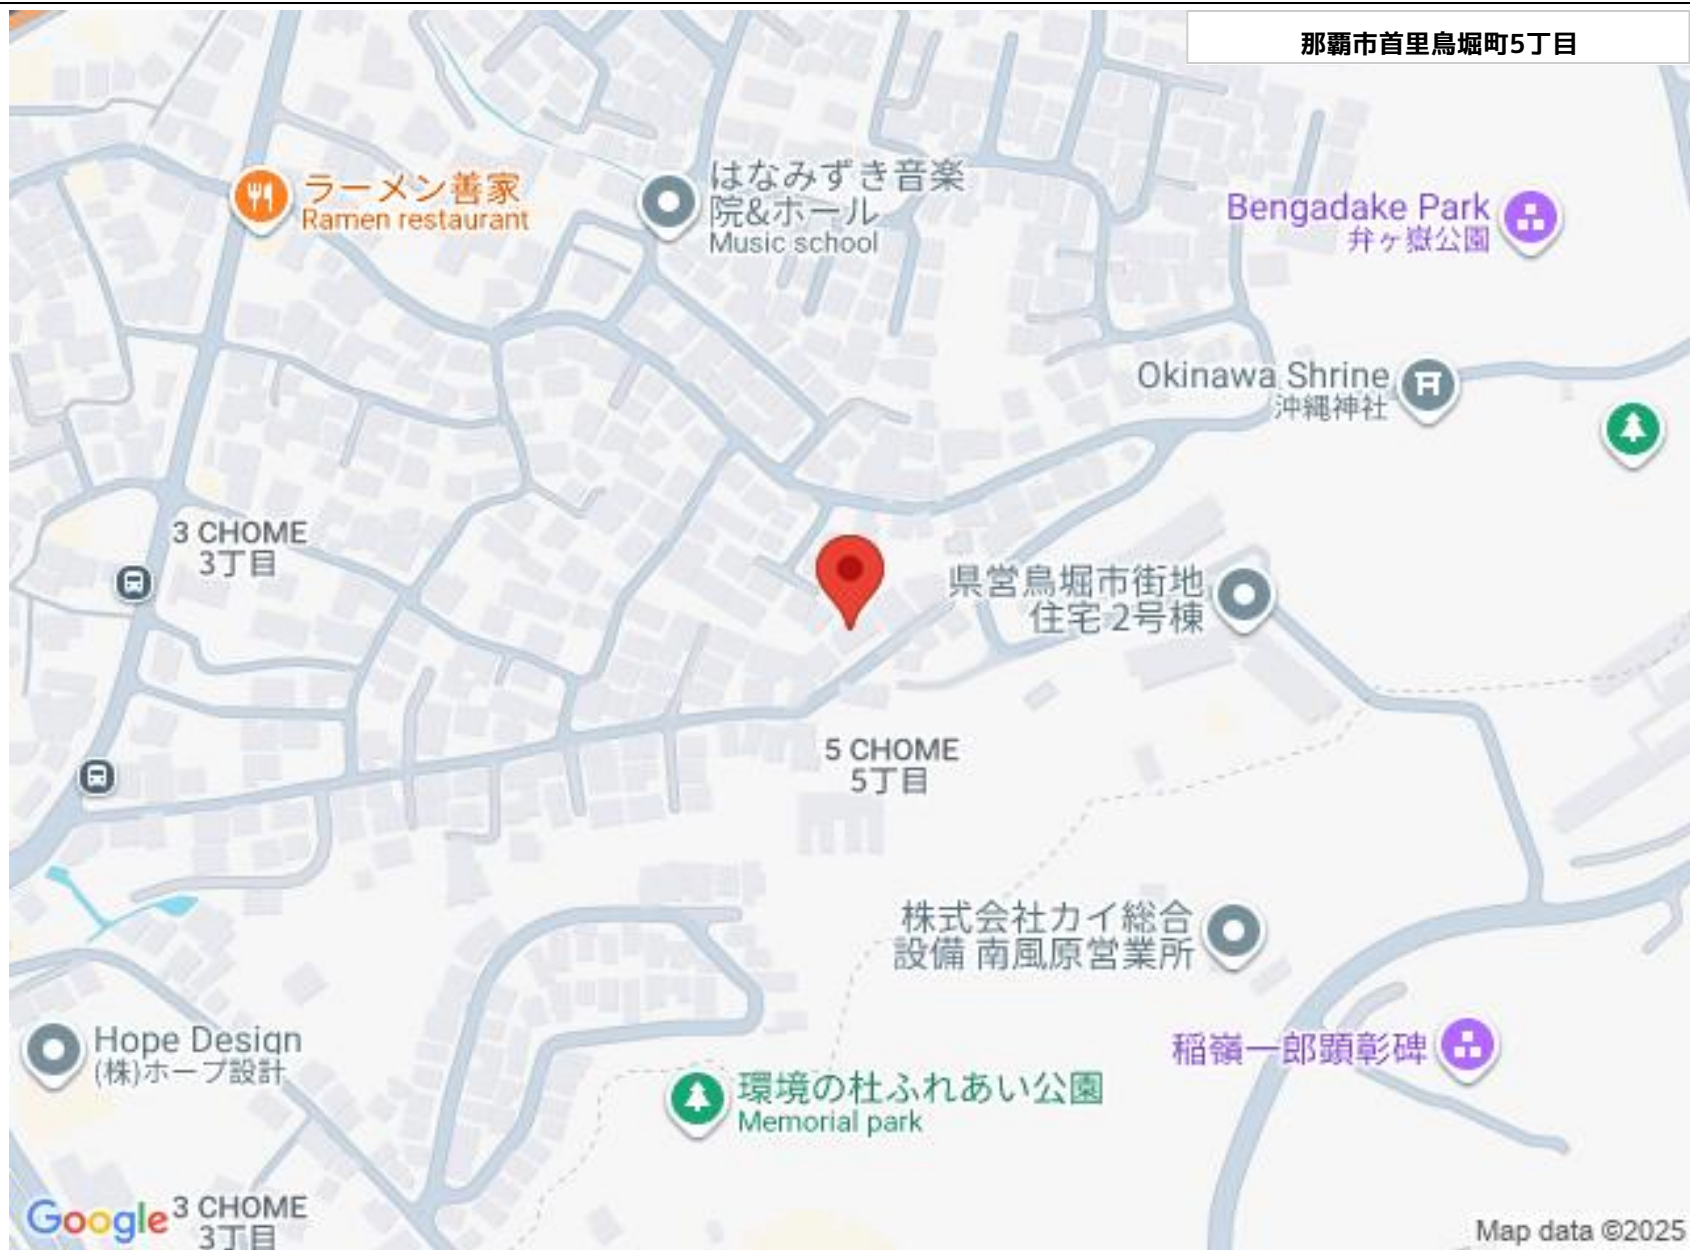 那覇市首里鳥堀町5丁目
ラーメン善家
Ramen restaurant
はなみずき音楽
院&ホール
Music school
Bengadake Park
弁ヶ嶽公園
Okinawa Shrine
沖縄神社
3 CHOME
3丁目
県営鳥堀市街地
住宅 2号棟
5 CHOME
5丁目
株式会社カイ総合
設備 南風原営業所
Hope Design
(株)ホープ設計
稲嶺一郎顕彰碑
環境の杜ふれあい公園
Memorial park
3 CHOME
3丁目
Google
Map data ©2025